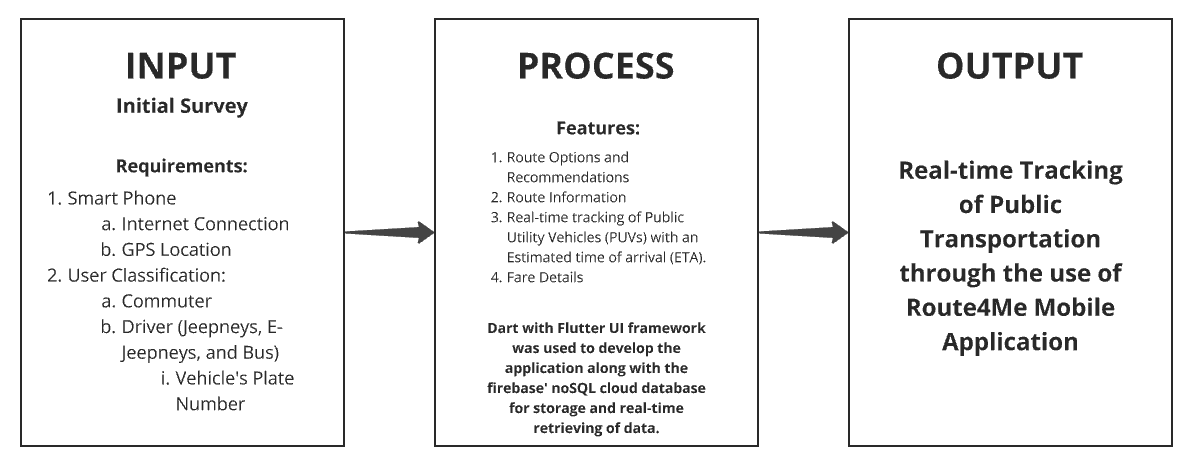 INPUT
Initial Survey
Requirements:
1. Smart Phone
a. Internet Connection
b. GPS Location
2. User Classification:
a. Commuter
b. Driver (Jeepneys, E-
Jeepneys, and Bus)
i. Vehicle's Plate
Number
PROCESS
Features:
1. Route Options and
Recommendations
2. Route Information
3. Real-time tracking of Public
Utility Vehicles (PUVs) with an
Estimated time of arrival (ETA).
4. Fare Details
Dart with Flutter UI framework
was used to develop the
application along with the
firebase' noSQL cloud database
for storage and real-time
retrieving of data.
OUTPUT
Real-time Tracking
of Public
Transportation
through the use of
Route4Me Mobile
Application